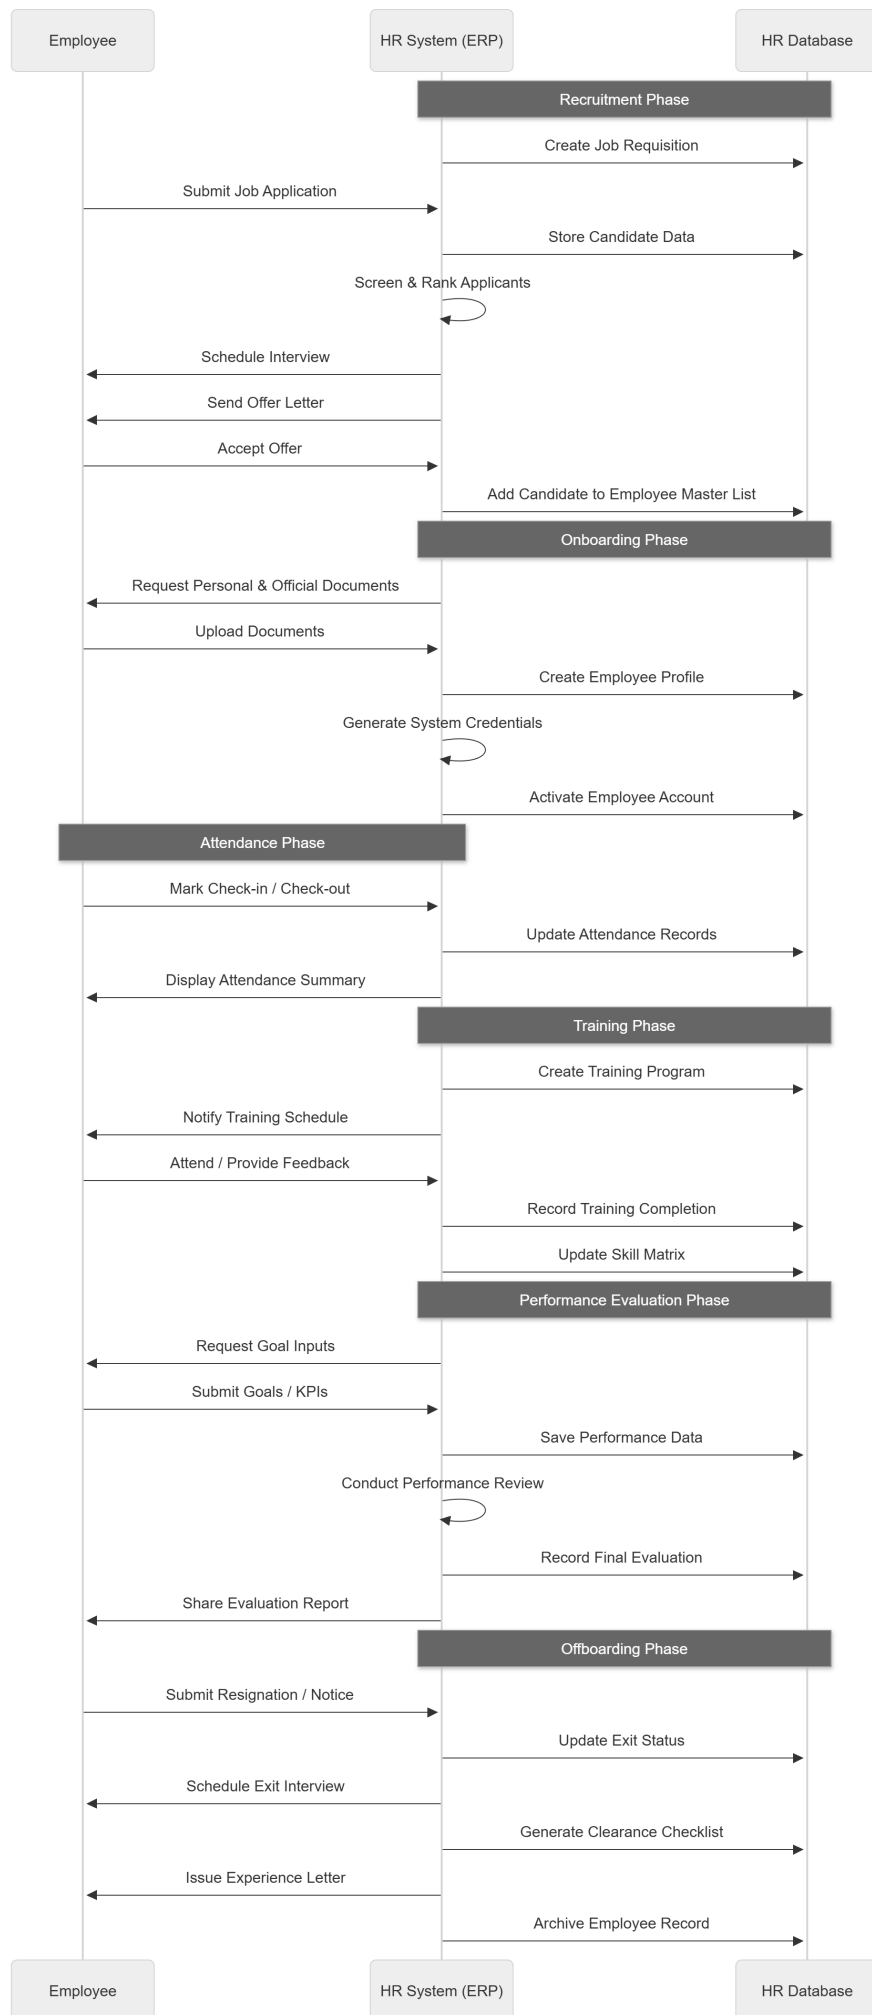 Employee
HR System (ERP)
HR Database
Recruitment Phase
Create Job Requisition
Submit Job Application
Store Candidate Data
Screen & Rank Applicants
Schedule Interview
Send Offer Letter
Accept Offer
Add Candidate to Employee Master List
Onboarding Phase
Request Personal & Official Documents
Upload Documents
Create Employee Profile
Generate System Credentials
Activate Employee Account
Attendance Phase
Mark Check-in / Check-out
Update Attendance Records
Display Attendance Summary
Training Phase
Create Training Program
Notify Training Schedule
Attend / Provide Feedback
Record Training Completion
Update Skill Matrix
Performance Evaluation Phase
Request Goal Inputs
Submit Goals / KPIs
Save Performance Data
Conduct Performance Review
Record Final Evaluation
Share Evaluation Report
Offboarding Phase
Submit Resignation / Notice
Update Exit Status
Schedule Exit Interview
Generate Clearance Checklist
Issue Experience Letter
Archive Employee Record
Employee
HR System (ERP)
HR Database